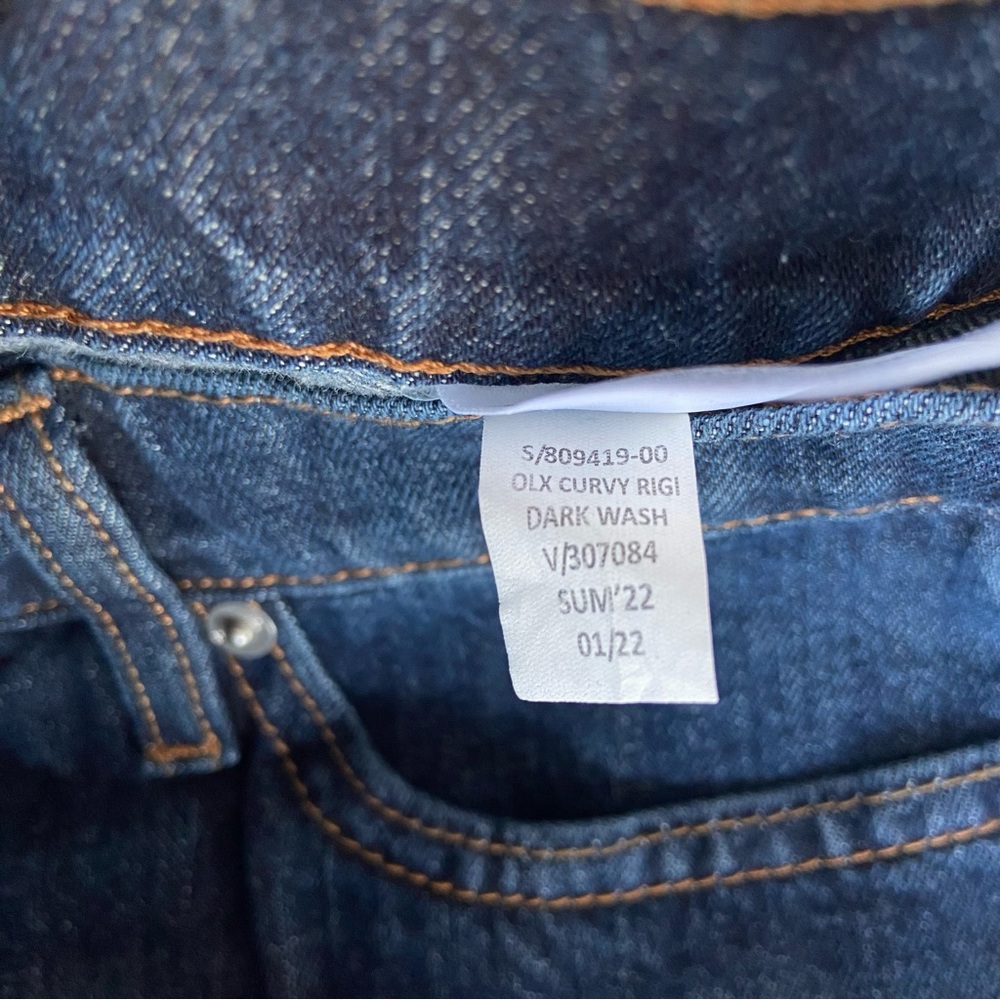 S/809419-00
OLX CURVY RIGI
DARK WASH
V/307084
SUM'22
01/22